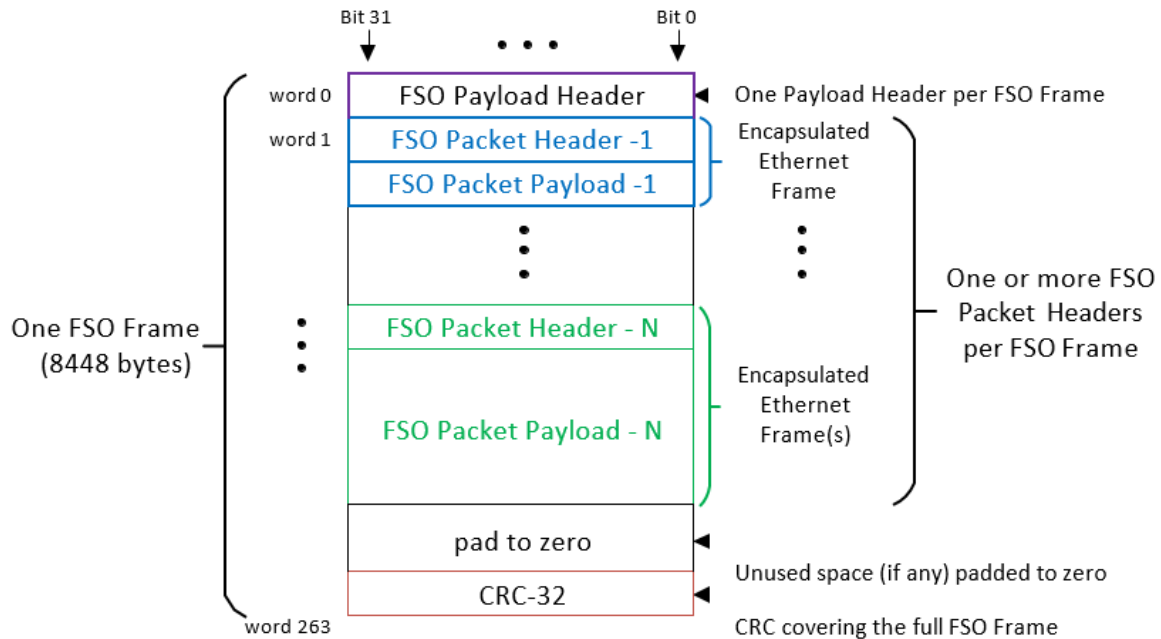 Bit 31
Bit 0
word 0
FSO Payload Header
One Payload Header per FSO Frame
word 1
FSO Packet Header -1
FSO Packet Payload -1
Encapsulated
Ethernet
Frame
One FSO Frame
(8448 bytes)
FSO Packet Header - N
FSO Packet Payload - N
Encapsulated
Ethernet
Frame(s)
One or more FSO
Packet Headers
per FSO Frame
pad to zero
Unused space (if any) padded to zero
CRC-32
word 263
CRC covering the full FSO Frame